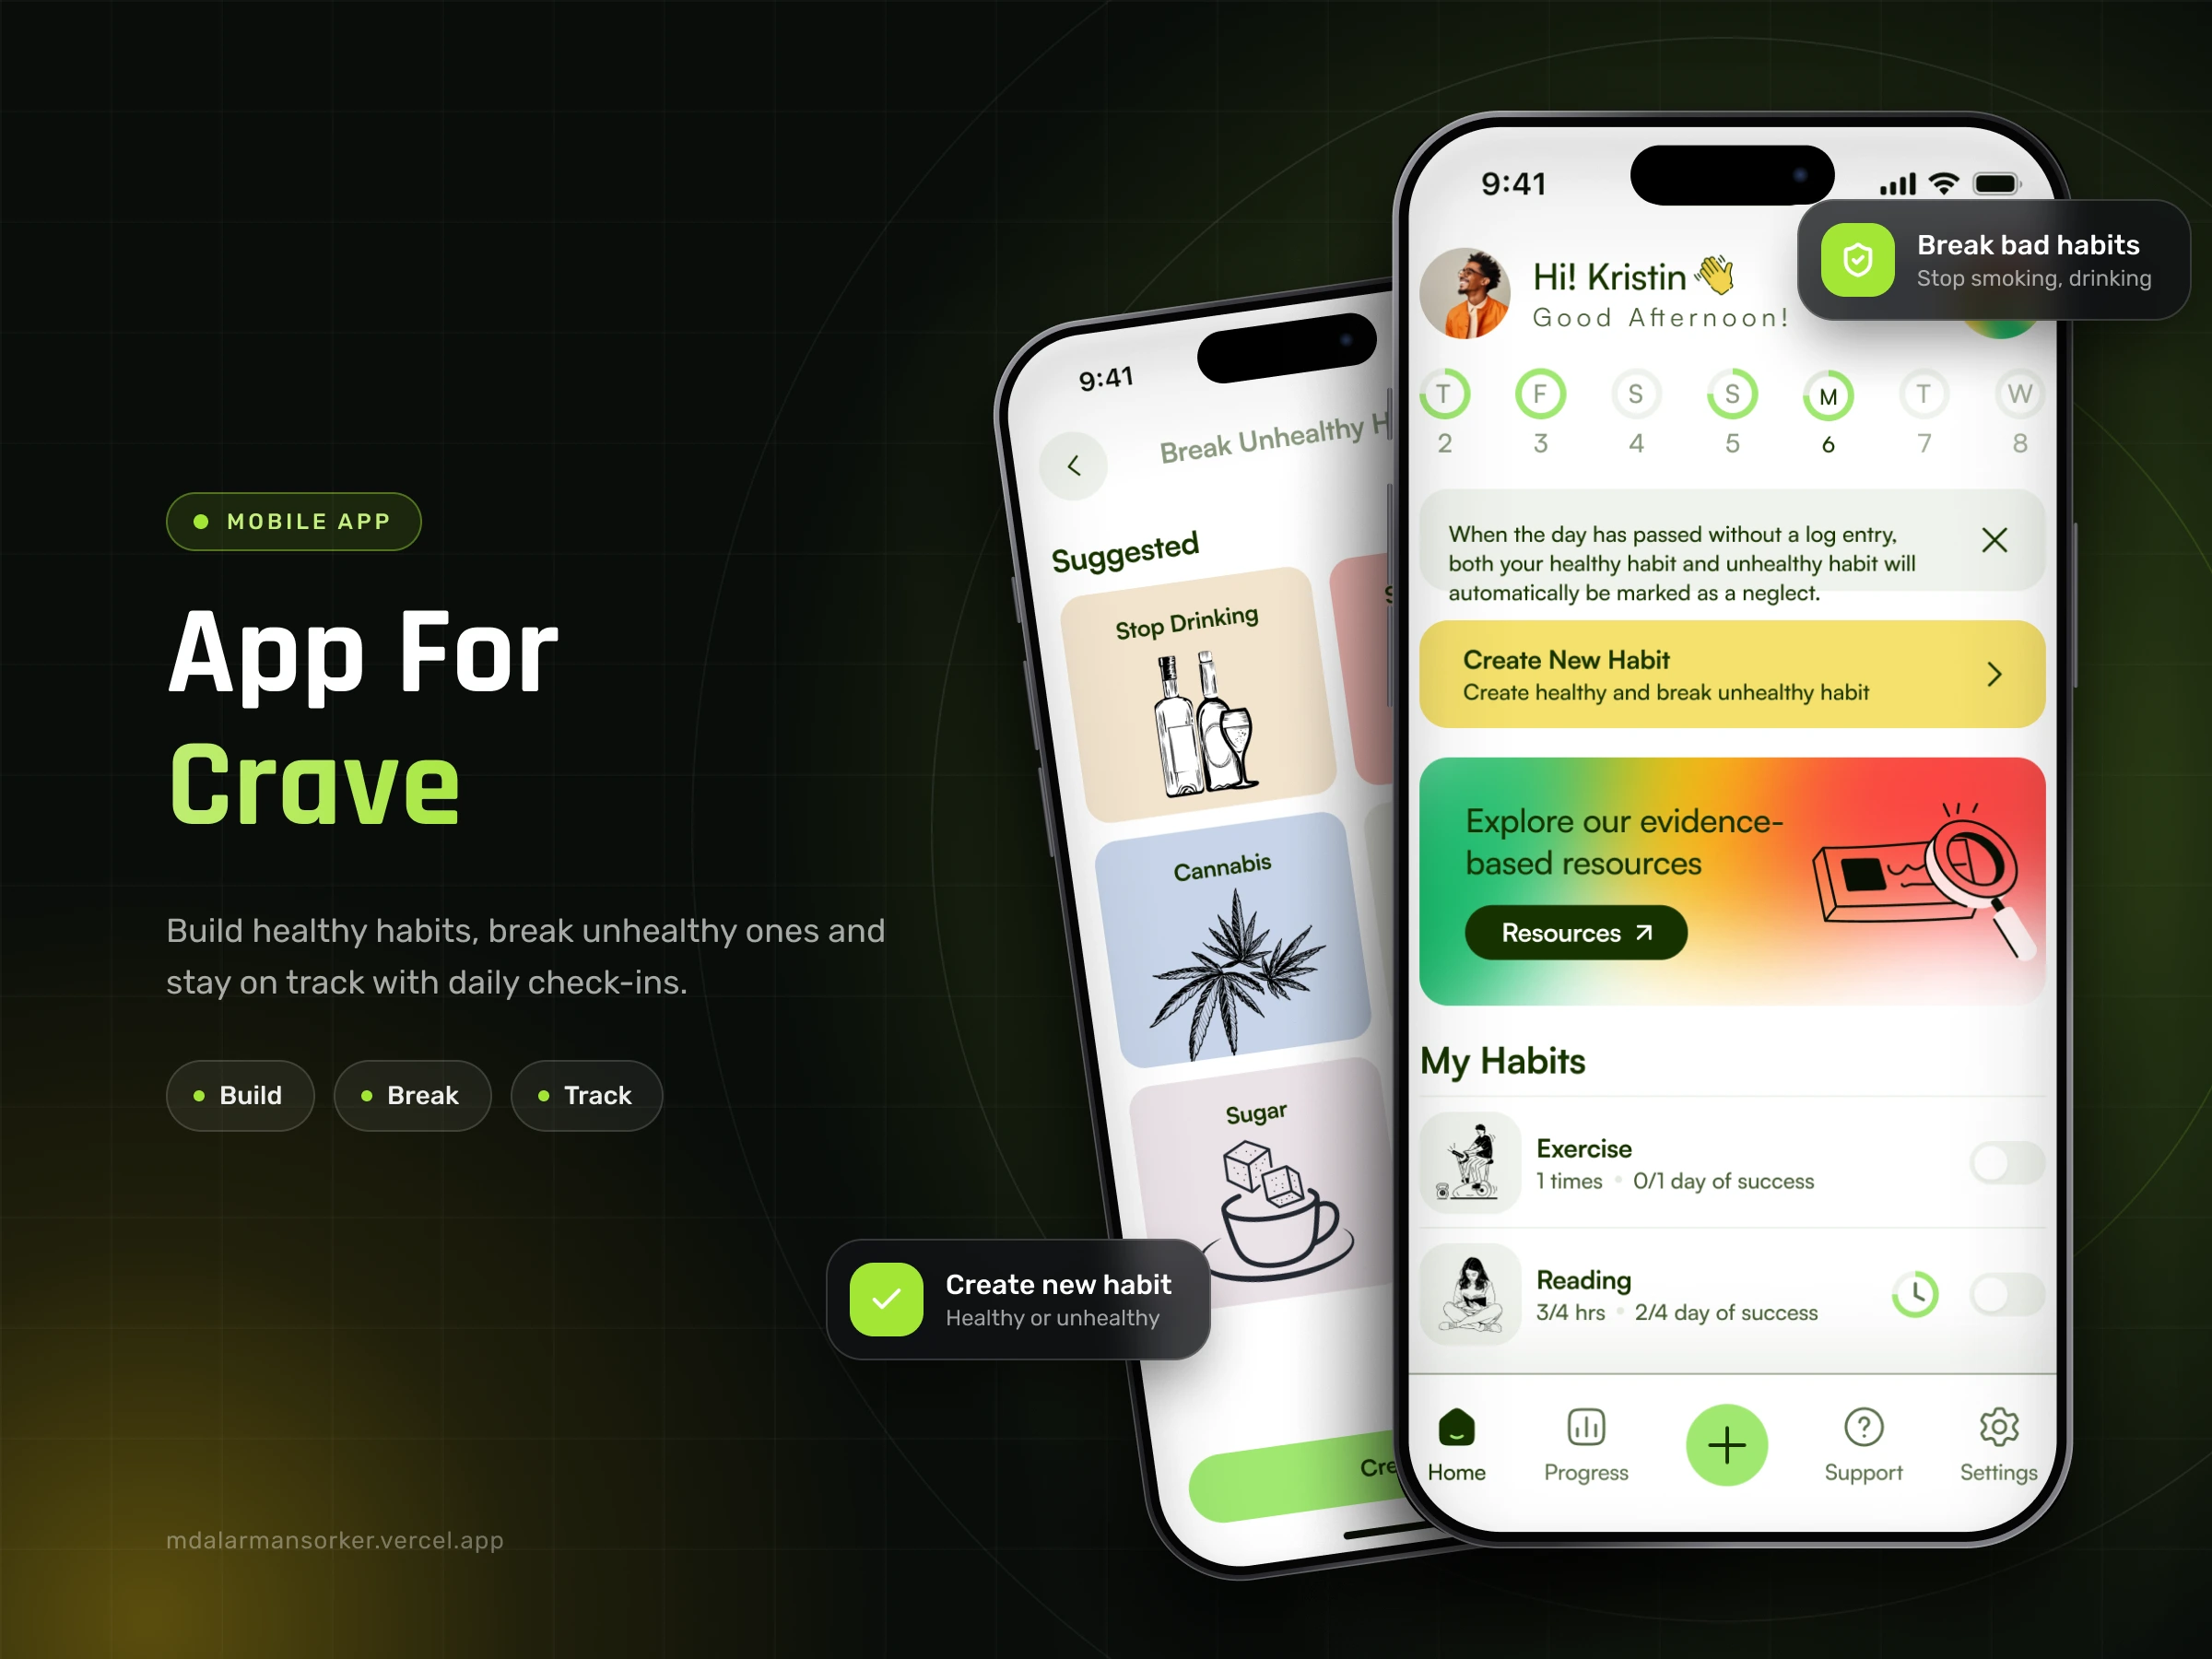 MOBILE APP
App For
Crave
Build healthy habits, break unhealthy ones and
stay on track with daily check-ins.
Build
Break
Track
mdalarmansorker.vercel.app
9:41
Break Unhealthy H
Suggested
Stop Drinking
S
Cannabis
Sugar
Cre
Create new habit
Healthy or unhealthy
9:41
Break bad habits
Stop smoking, drinking
Hi! Kristin
Good Afternoon!
T F S S M T W
2 3 4 5 6 7 8
When the day has passed without a log entry,
both your healthy habit and unhealthy habit will
automatically be marked as a neglect.
Create New Habit
Create healthy and break unhealthy habit
Explore our evidence-
based resources
Resources
My Habits
Exercise
1 times • 0/1 day of success
Reading
3/4 hrs • 2/4 day of success
Home Progress Support Settings